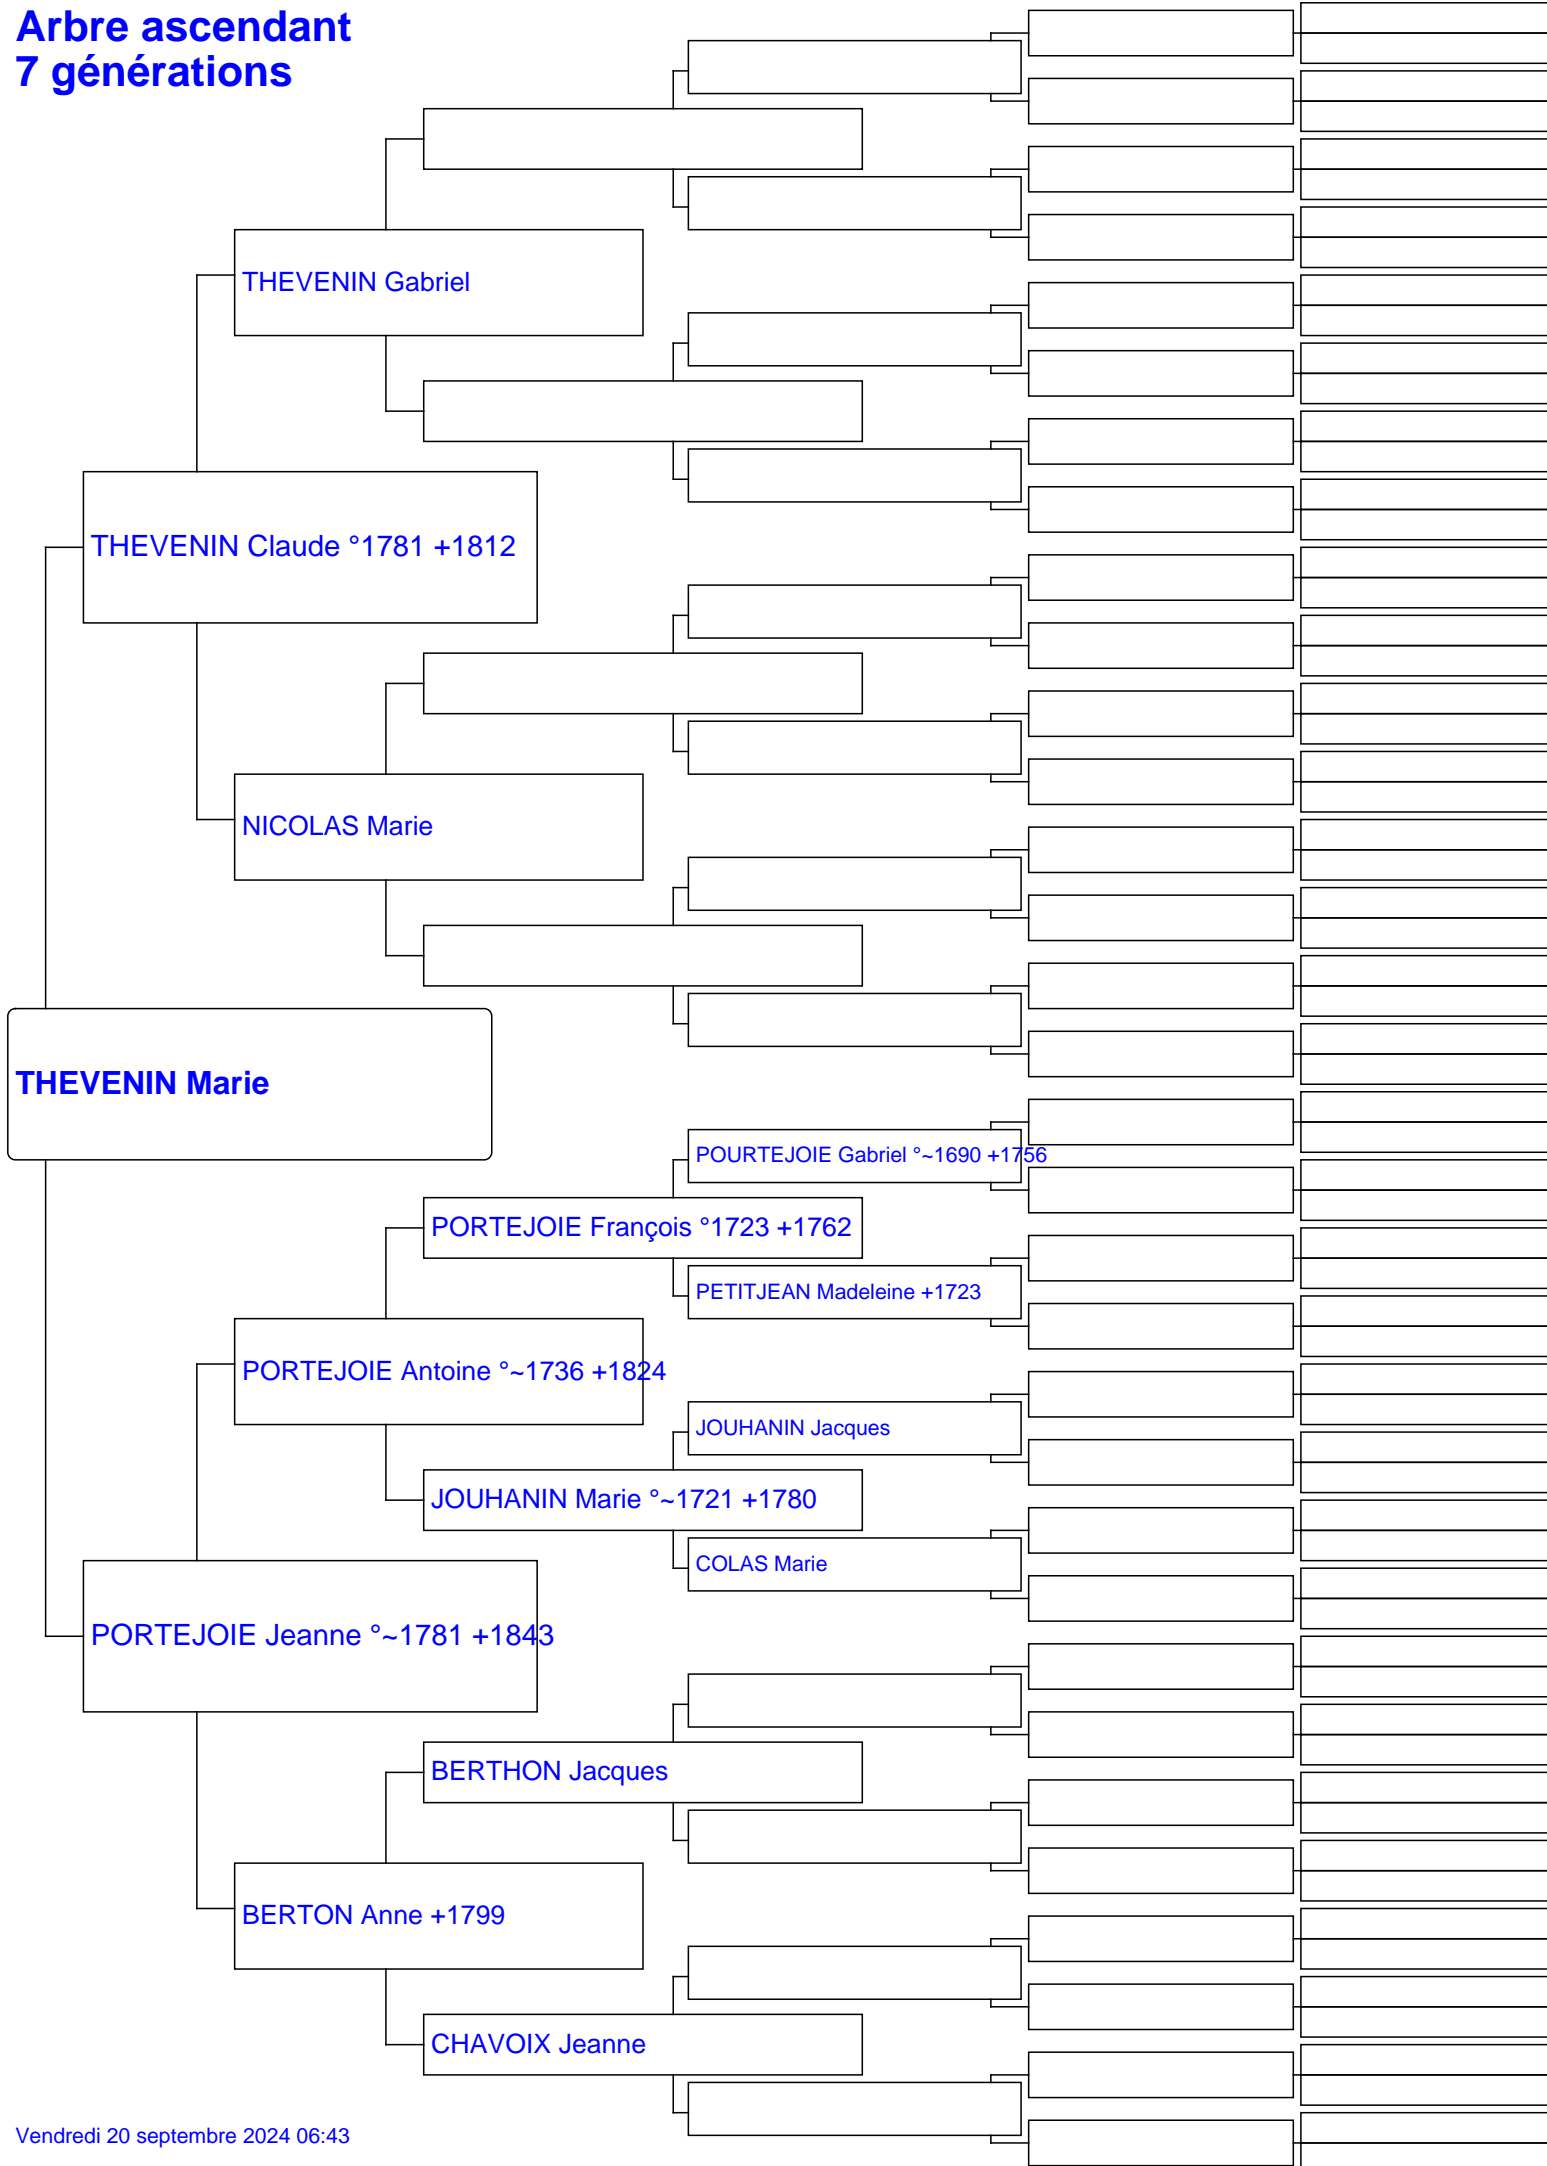 Arbre ascendant
7 générations
THEVENIN Gabriel
THEVENIN Claude °1781 +1812
NICOLAS Marie
THEVENIN Marie
POURTEJOIE Gabriel °~1690 +1756
PORTEJOIE François °1723 +1762
PETITJEAN Madeleine +1723
PORTEJOIE Antoine °~1736 +1824
JOUHANIN Jacques
JOUHANIN Marie °~1721 +1780
COLAS Marie
PORTEJOIE Jeanne °~1781 +1843
BERTHON Jacques
BERTON Anne +1799
CHAVOIX Jeanne
Vendredi 20 septembre 2024 06:43